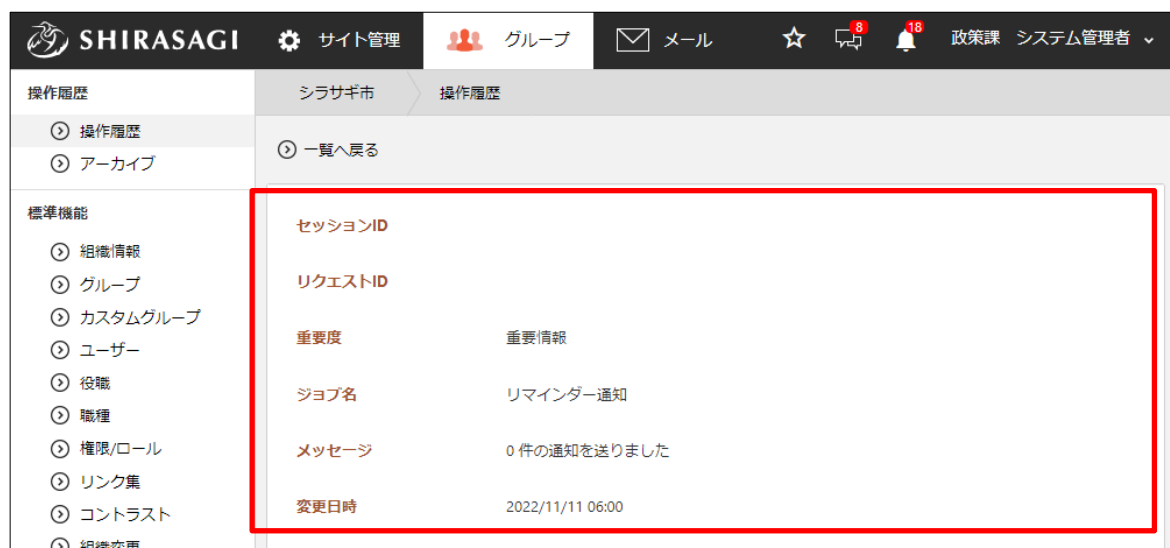 SHIRASAGI サイト管理 グループ メール 8 18 政策課 システム管理者
操作履歴
操作履歴
アーカイブ
標準機能
組織情報
グループ
カスタムグループ
ユーザー
役職
職種
権限/ロール
リンク集
コントラスト
組織変更
シラサギ市 操作履歴
一覧へ戻る
セッションID
リクエストID
重要度 重要情報
ジョブ名 リマインダー通知
メッセージ 0 件の通知を送りました
変更日時 2022/11/11 06:00